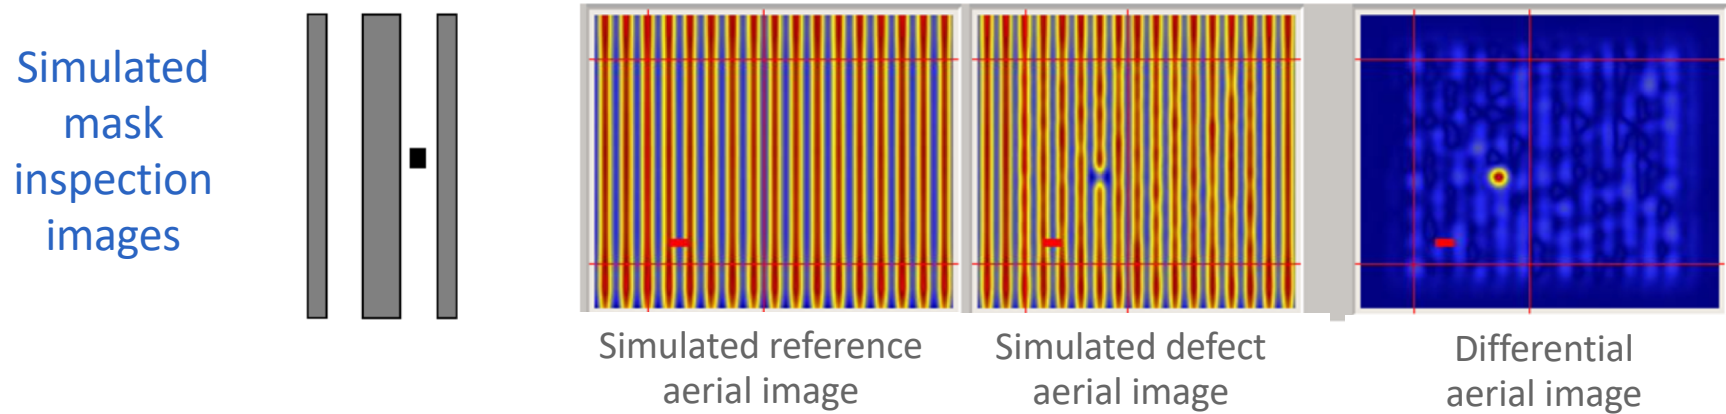 Simulated
mask
inspection
images
Simulated reference
aerial image
Simulated defect
aerial image
Differential
aerial image